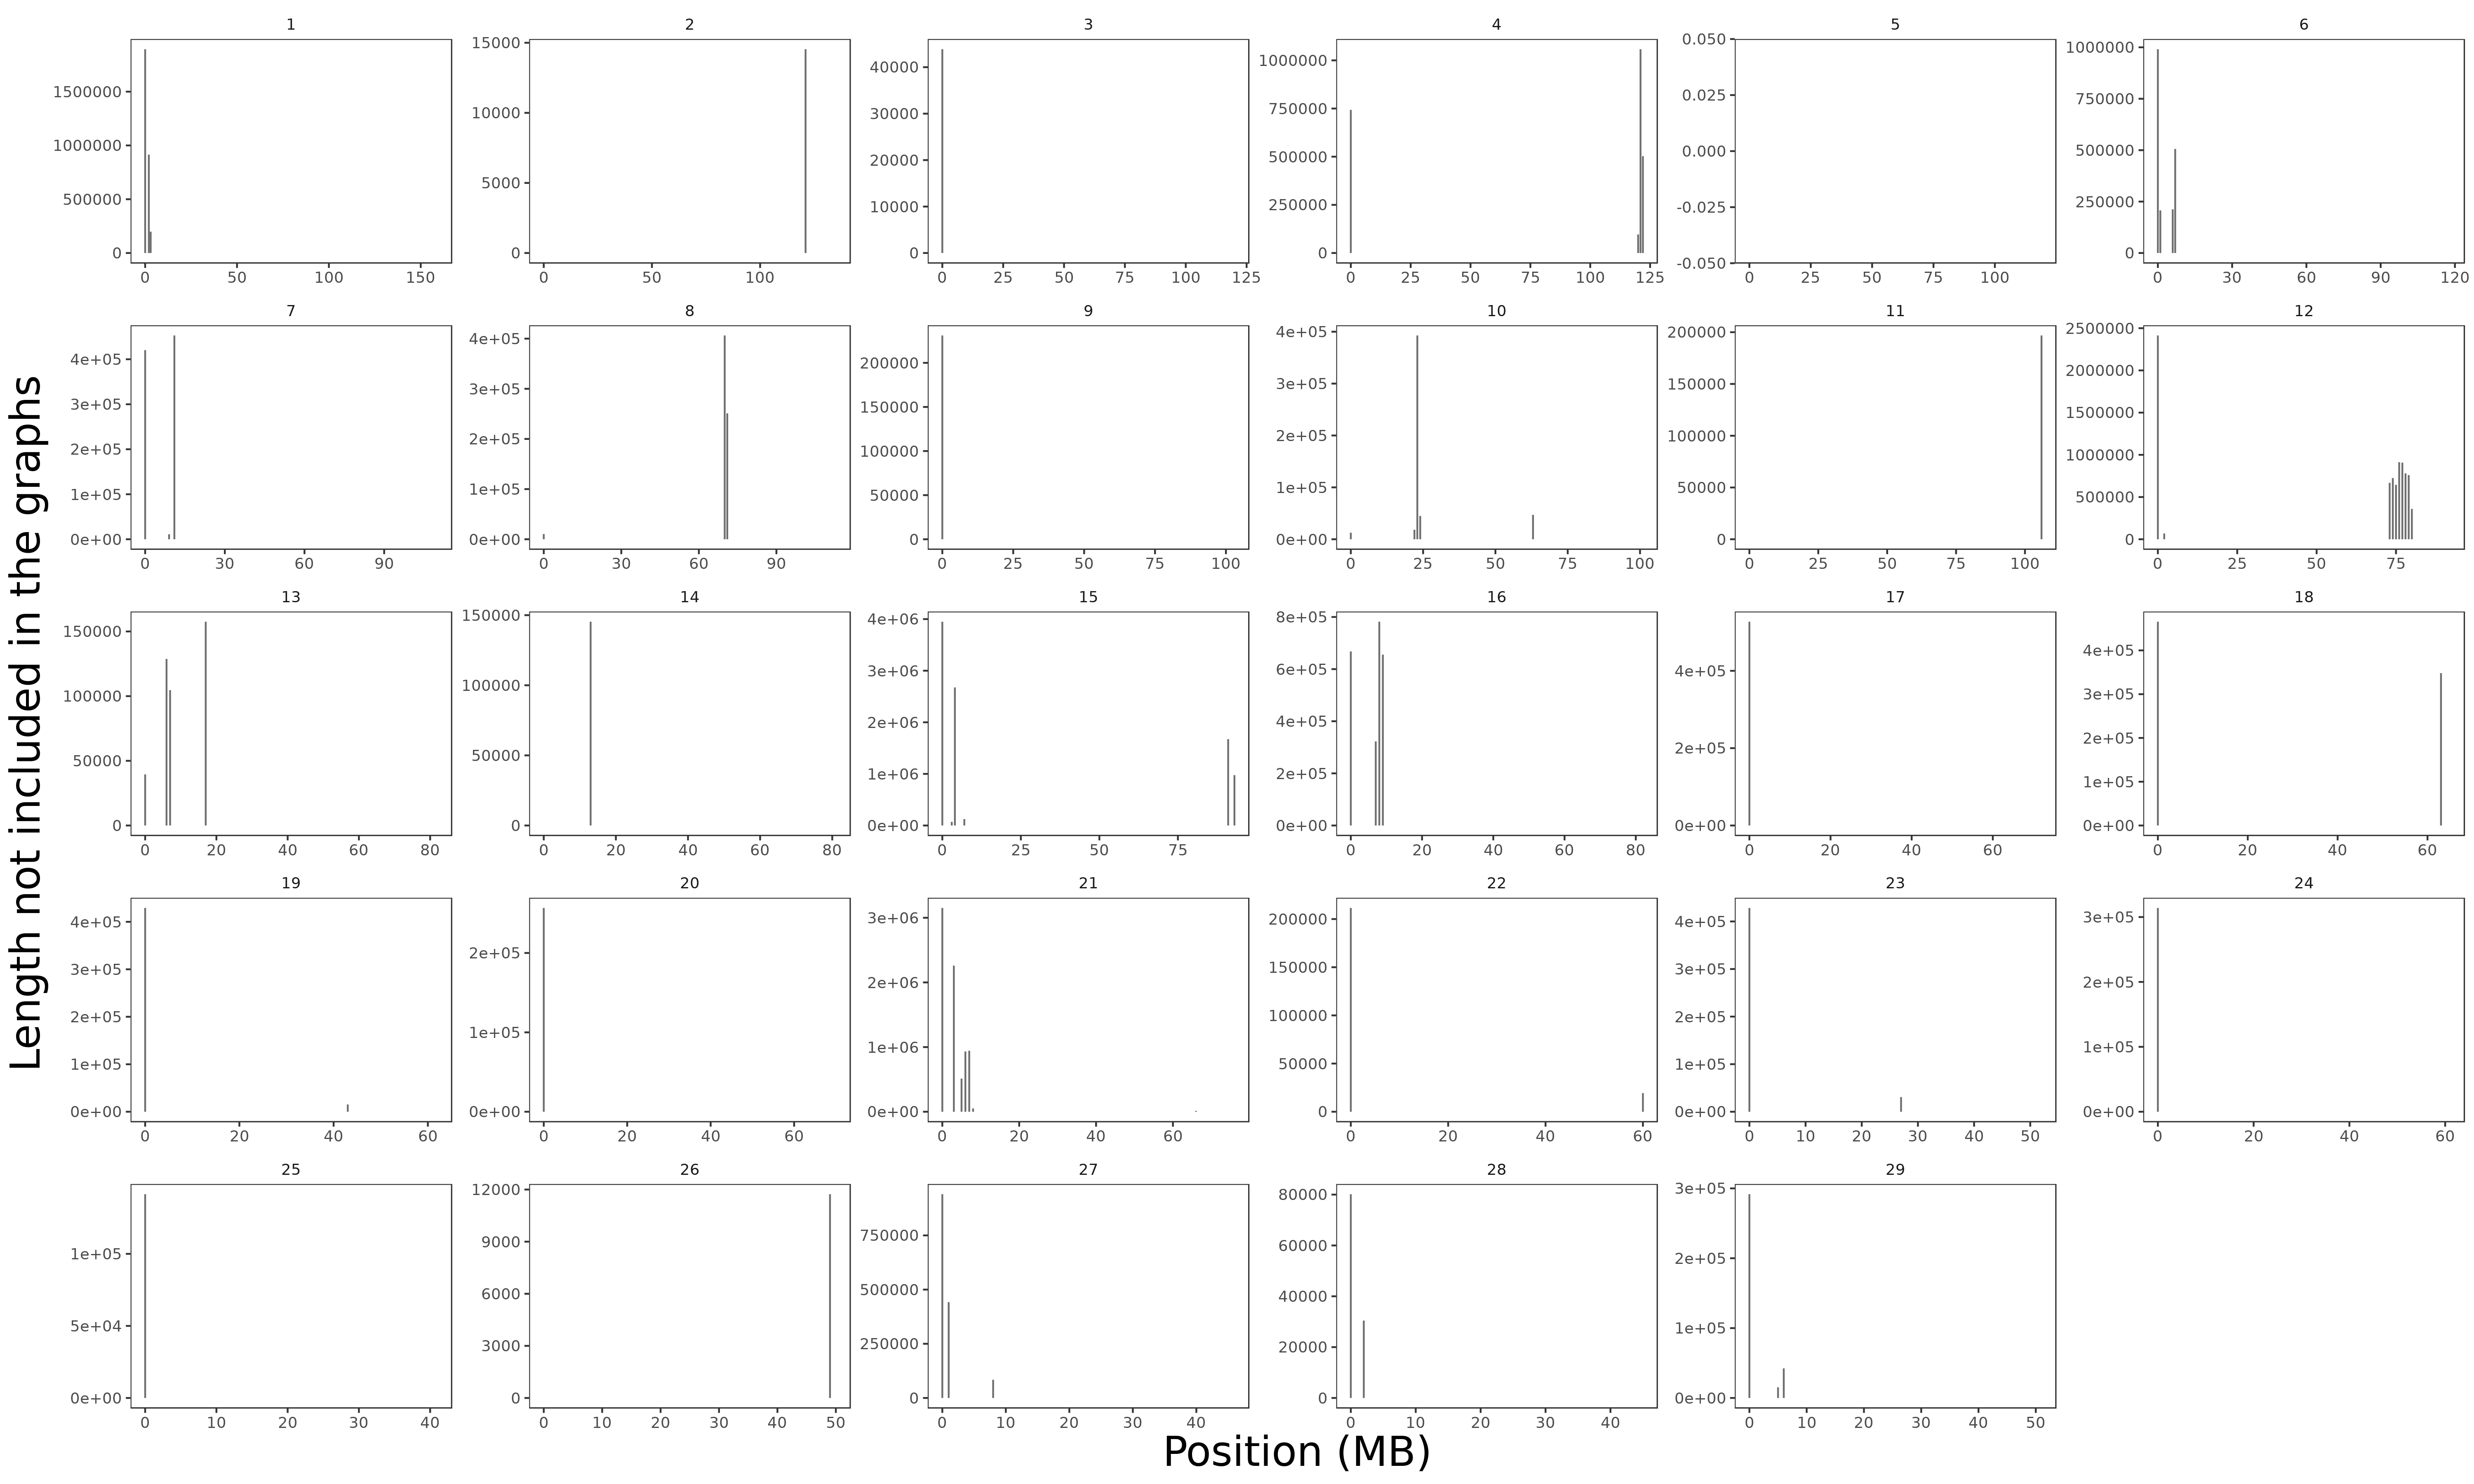 Length not included in the graphs
1 2 3 4 5 6
1500000 1000000 500000 0
0 50 100 150
15000 10000 5000 0
0 50 100
40000 30000 20000 10000 0
0 25 50 75 100 125
1000000 750000 500000 250000 0
0 25 50 75 100 125
0.050 0.025 0.000 -0.025 -0.050
0 25 50 75 100
1000000 750000 500000 250000 0
0 30 60 90 120
7 8 9 10 11 12
4e+05 3e+05 2e+05 1e+05 0e+00
0 30 60 90
4e+05 3e+05 2e+05 1e+05 0e+00
0 30 60 90
200000 150000 100000 50000 0
0 25 50 75 100
4e+05 3e+05 2e+05 1e+05 0e+00
0 25 50 75 100
200000 150000 100000 50000 0
0 25 50 75 100
2500000 2000000 1500000 1000000 500000 0
0 25 50 75
13 14 15 16 17 18
150000 100000 50000 0
0 20 40 60 80
150000 100000 50000 0
0 20 40 60 80
4e+06 3e+06 2e+06 1e+06 0e+00
0 25 50 75
8e+05 6e+05 4e+05 2e+05 0e+00
0 20 40 60 80
4e+05 2e+05 0e+00
0 20 40 60
4e+05 3e+05 2e+05 1e+05 0e+00
0 20 40 60
19 20 21 22 23 24
4e+05 3e+05 2e+05 1e+05 0e+00
0 20 40 60
2e+05 1e+05 0e+00
0 20 40 60
3e+06 2e+06 1e+06 0e+00
0 20 40 60
200000 150000 100000 50000 0
0 20 40 60
4e+05 3e+05 2e+05 1e+05 0e+00
0 10 20 30 40 50
3e+05 2e+05 1e+05 0e+00
0 20 40 60
25 26 27 28 29
1e+05 5e+04 0e+00
0 10 20 30 40
12000 9000 6000 3000 0
0 10 20 30 40 50
750000 500000 250000 0
0 10 20 30 40
80000 60000 40000 20000 0
0 10 20 30 40
3e+05 2e+05 1e+05 0e+00
0 10 20 30 40 50
Position (MB)